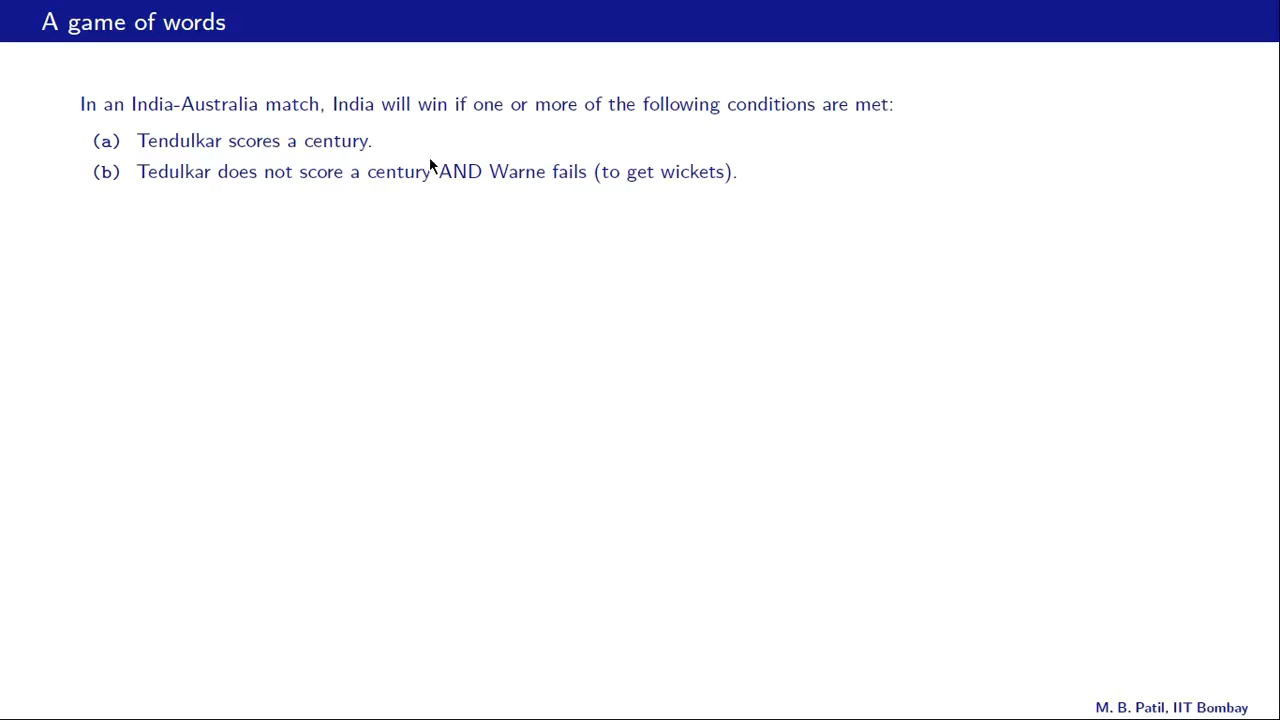 A game of words
In an India-Australia match, India will win if one or more of the following conditions are met:
(a) Tendulkar scores a century.
(b) Tedulkar does not score a century AND Warne fails (to get wickets).
M. B. Patil, IIT Bombay